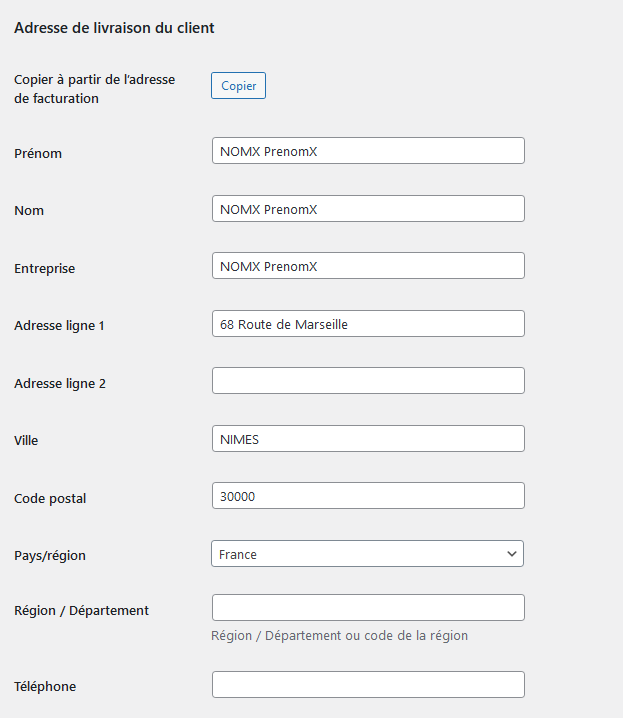 Adresse de livraison du client
Copier à partir de l’adresse
de facturation
Copier
Prénom
NOMX PrenomX
Nom
NOMX PrenomX
Entreprise
NOMX PrenomX
Adresse ligne 1
68 Route de Marseille
Adresse ligne 2
Ville
NIMES
Code postal
30000
Pays/région
France
Région / Département
Région / Département ou code de la région
Téléphone